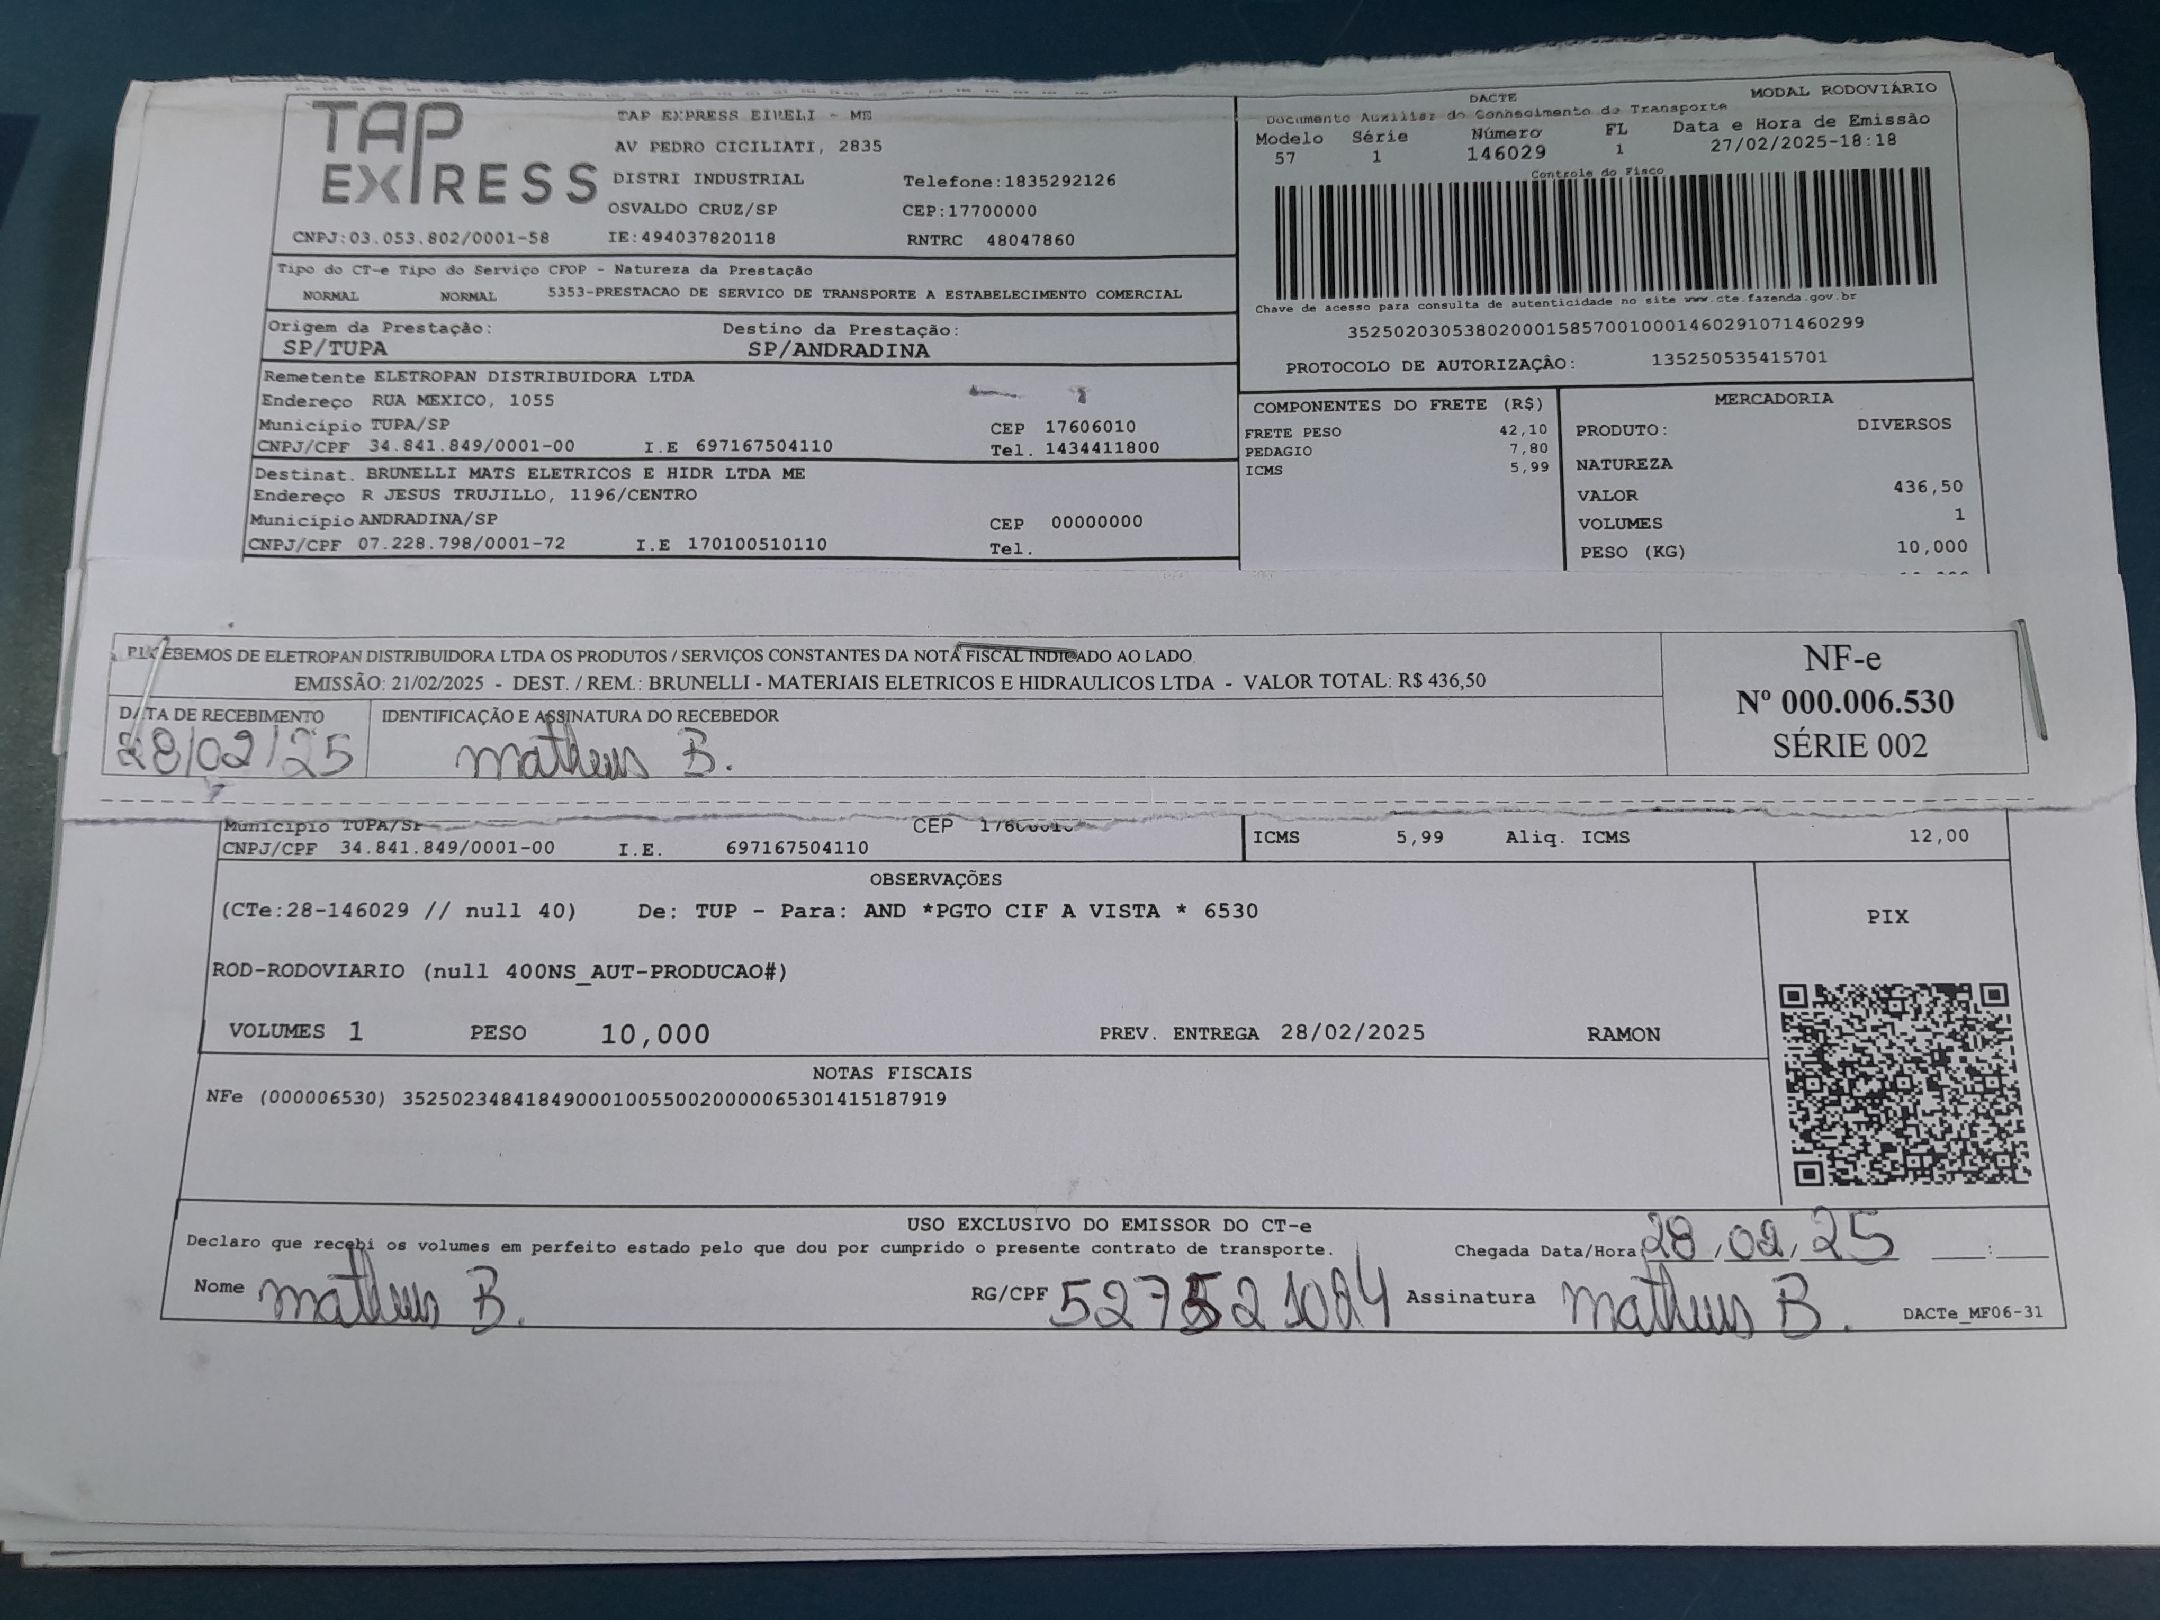 TAP EXPRESS
TAP EXPRESS EIRELI - ME
AV PEDRO CICILIATI, 2835
DISTRI INDUSTRIAL Telefone:1835292126
OSVALDO CRUZ/SP CEP:17700000
CNPJ:03.053.802/0001-58 IE:494037820118 RNTRC 48047860
DACTE MODAL RODOVIÁRIO
Documento Auxiliar do Conhecimento de Transporte
Modelo Série Número FL Data e Hora de Emissão
57 1 146029 1 27/02/2025-18:18
Controle do Fisco
Chave de acesso para consulta de autenticidade no site www.cte.fazenda.gov.br
35250203053802000158570010001460291071460299
PROTOCOLO DE AUTORIZAÇÂO: 135250535415701
Tipo do CT-e Tipo do Serviço CFOP - Natureza da Prestação
NORMAL NORMAL 5353-PRESTACAO DE SERVICO DE TRANSPORTE A ESTABELECIMENTO COMERCIAL
Origem da Prestação: Destino da Prestação:
SP/TUPA SP/ANDRADINA
Remetente ELETROPAN DISTRIBUIDORA LTDA
Endereço RUA MEXICO, 1055
Município TUPA/SP CEP 17606010
CNPJ/CPF 34.841.849/0001-00 I.E 697167504110 Tel. 1434411800
Destinat. BRUNELLI MATS ELETRICOS E HIDR LTDA ME
Endereço R JESUS TRUJILLO, 1196/CENTRO
Município ANDRADINA/SP CEP 00000000
CNPJ/CPF 07.228.798/0001-72 I.E 170100510110 Tel.
COMPONENTES DO FRETE (R$)
FRETE PESO 42,10
PEDAGIO 7,80
ICMS 5,99
MERCADORIA
PRODUTO: DIVERSOS
NATUREZA
VALOR 436,50
VOLUMES 1
PESO (KG) 10,000
RECEBEMOS DE ELETROPAN DISTRIBUIDORA LTDA OS PRODUTOS / SERVIÇOS CONSTANTES DA NOTA FISCAL INDICADO AO LADO
EMISSÃO: 21/02/2025 - DEST. / REM.: BRUNELLI - MATERIAIS ELETRICOS E HIDRAULICOS LTDA - VALOR TOTAL: R$ 436,50
DATA DE RECEBIMENTO IDENTIFICAÇÃO E ASSINATURA DO RECEBEDOR
28/02/25 matheus B.
NF-e
Nº 000.006.530
SÉRIE 002
Município TUPA/SP CEP 17606010
CNPJ/CPF 34.841.849/0001-00 I.E. 697167504110
ICMS 5,99 Aliq. ICMS 12,00
OBSERVAÇÕES
(CTe:28-146029 // null 40) De: TUP - Para: AND *PGTO CIF A VISTA * 6530
ROD-RODOVIARIO (null 400NS_AUT-PRODUCAO#)
VOLUMES 1 PESO 10,000 PREV. ENTREGA 28/02/2025 RAMON
PIX
NOTAS FISCAIS
NFe (000006530) 35250234841849000100550020000065301415187919
USO EXCLUSIVO DO EMISSOR DO CT-e
Declaro que recebi os volumes em perfeito estado pelo que dou por cumprido o presente contrato de transporte. Chegada Data/Hora 28/02/25 :
Nome matheus B. RG/CPF 527521024 Assinatura matheus B. DACTe_MF06-31